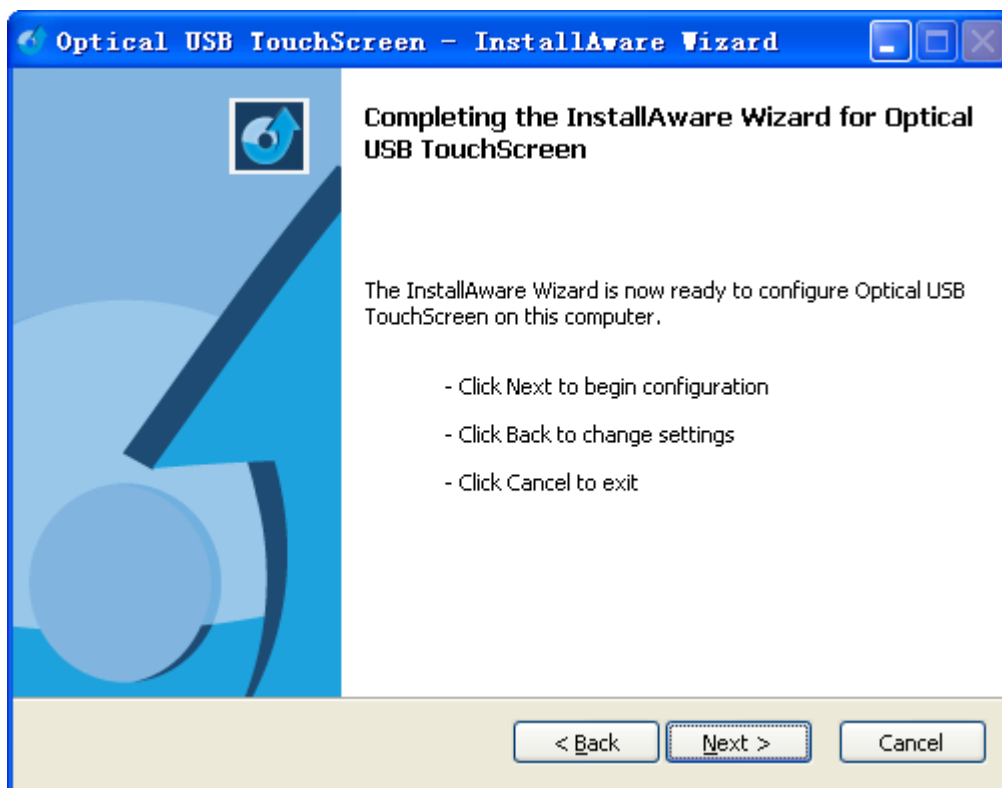 Optical USB TouchScreen - InstallAware Wizard
Completing the InstallAware Wizard for Optical
USB TouchScreen
The InstallAware Wizard is now ready to configure Optical USB
TouchScreen on this computer.
- Click Next to begin configuration
- Click Back to change settings
- Click Cancel to exit
< Back
Next >
Cancel